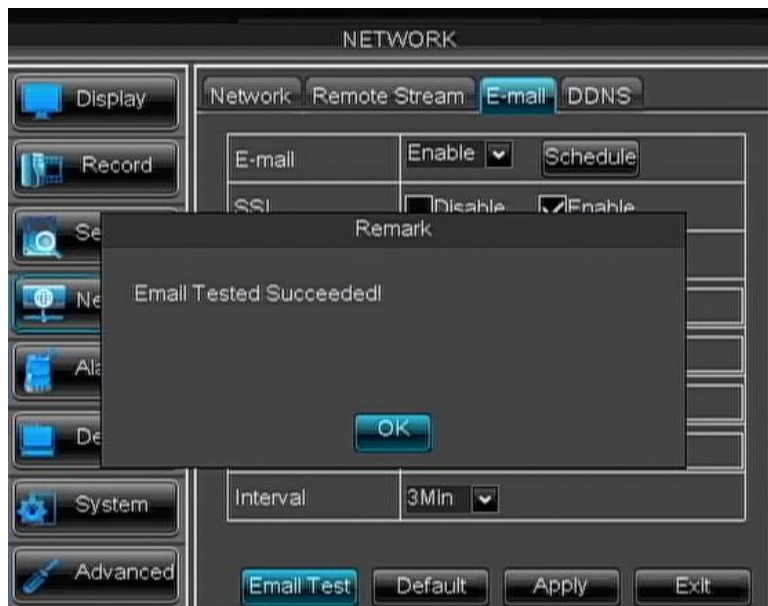 NETWORK
Display
Record
Network Remote Stream E-mail DDNS
E-mail Enable Schedule
SSL Disable Enable
Remark
Email Tested Succeeded!
OK
System
Advanced
Interval 3Min
Email Test Default Apply Exit